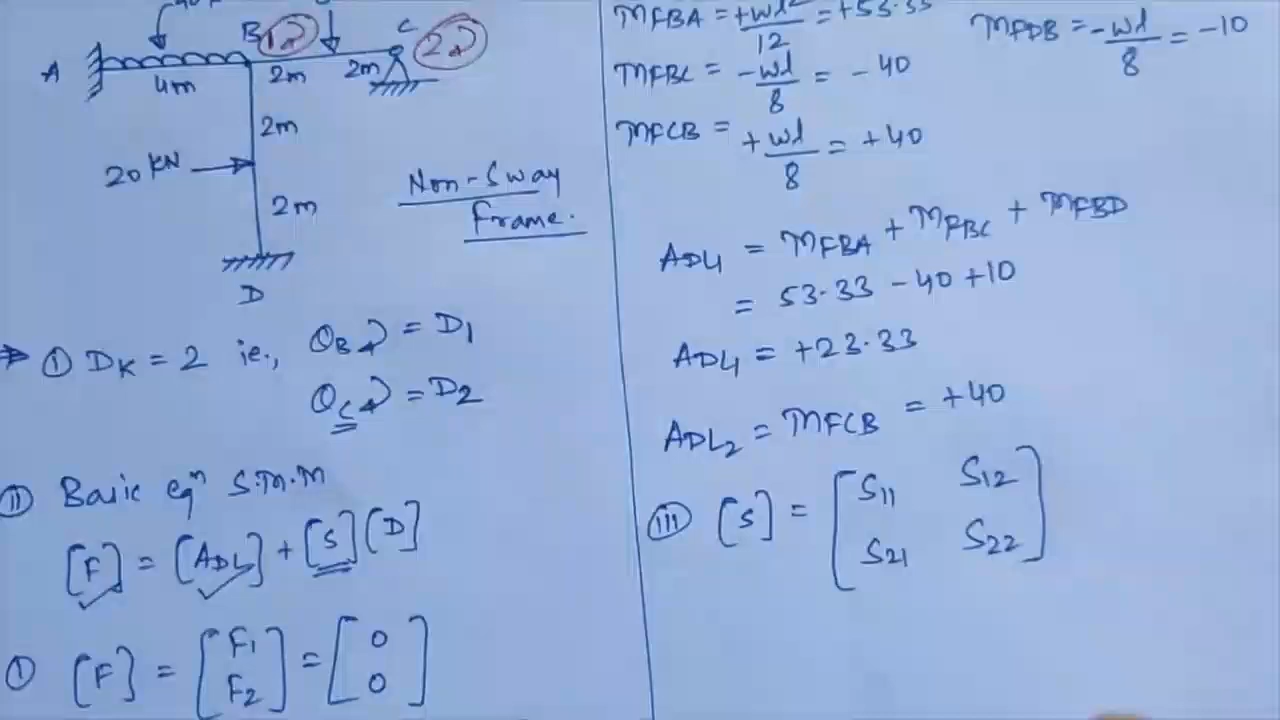 B 1 C 2
A
4m 2m 2m
2m
20 KN
2m
D
Non-Sway
Frame.
① DK = 2 ie., θB = D1
θC = D2
② Basic eqn S.M.M
[F] = [ADL] + [S] [D]
① [F] = [F1 F2] = [0 0]
MFBA = +wl²/12 = +53.33
MFBC = -wl/8 = -40
MFCB = +wl/8 = +40
MFDB = -wl/8 = -10
ADL1 = MFBA + MFBC + MFBD
= 53.33 - 40 + 10
ADL1 = +23.33
ADL2 = MFCB = +40
III [S] = [S11 S12
S21 S22]